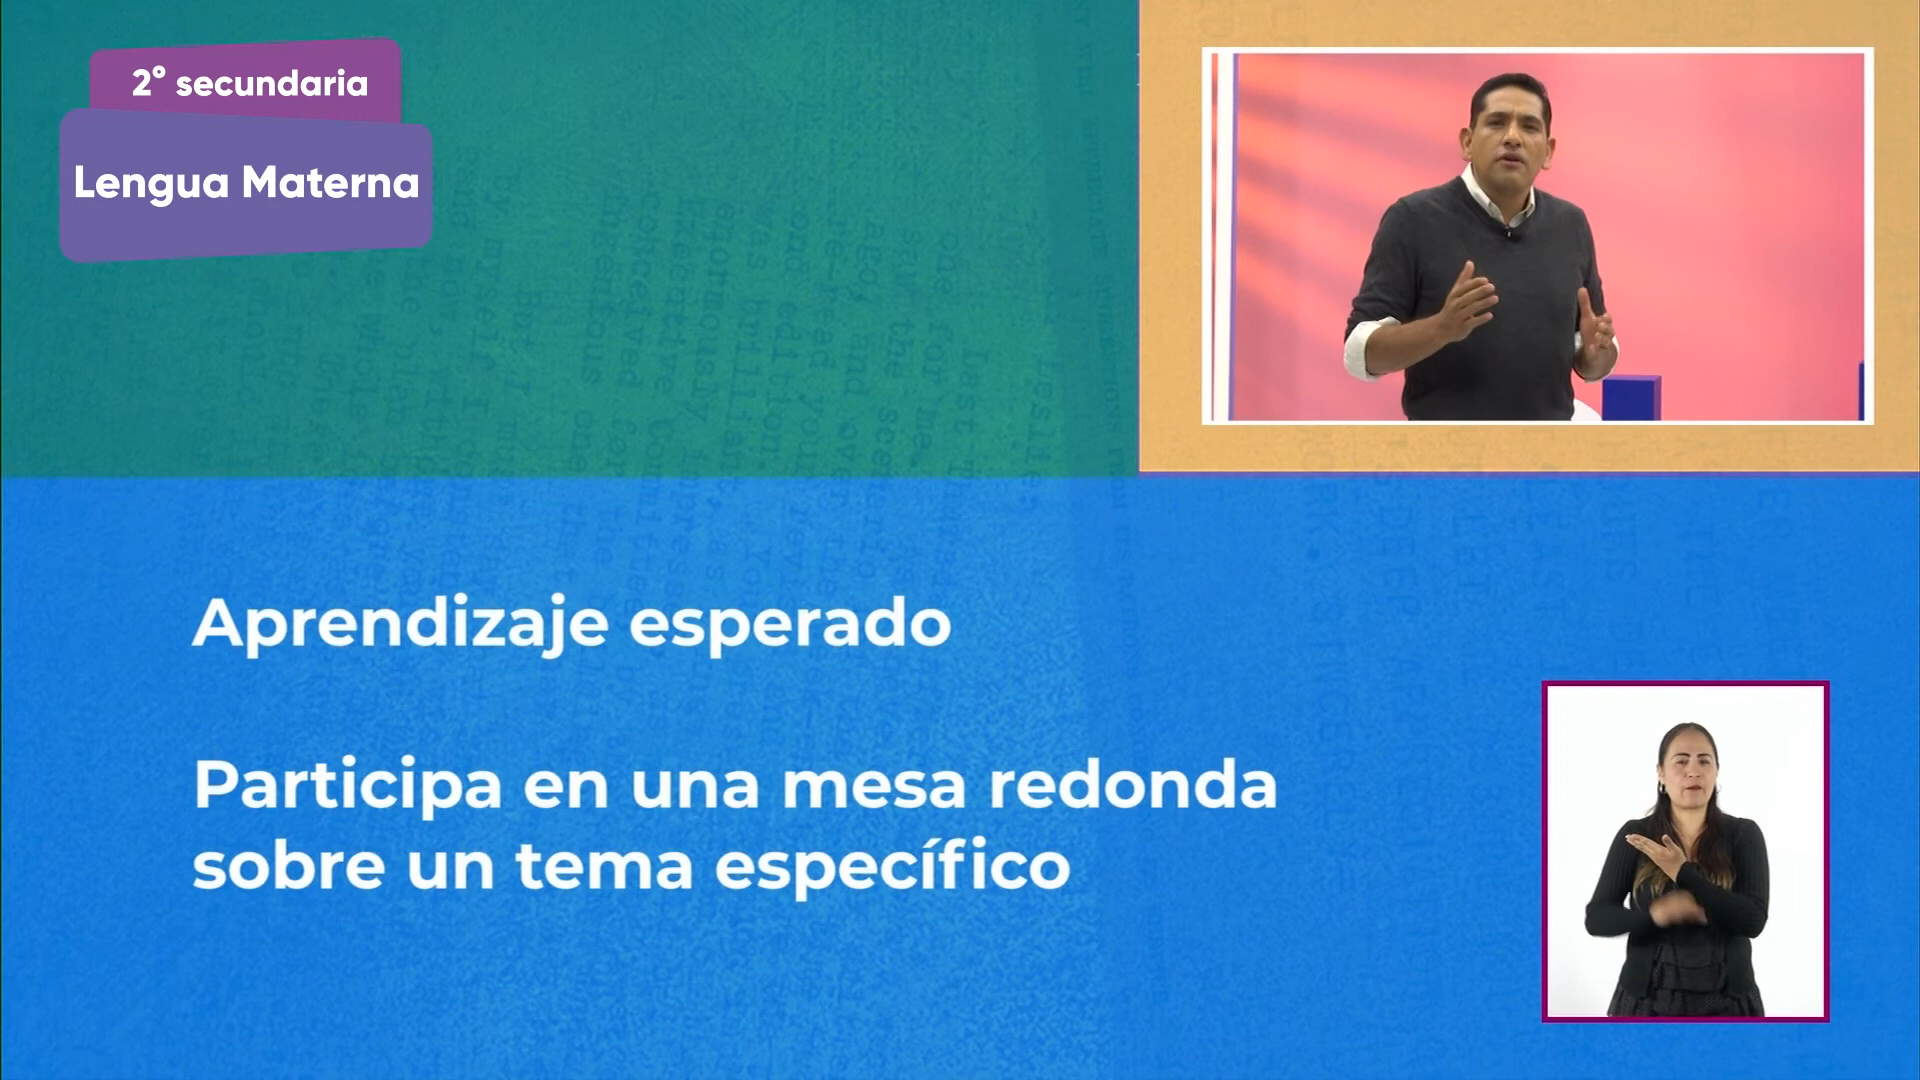 2° secundaria
Lengua Materna
Aprendizaje esperado
Participa en una mesa redonda
sobre un tema específico